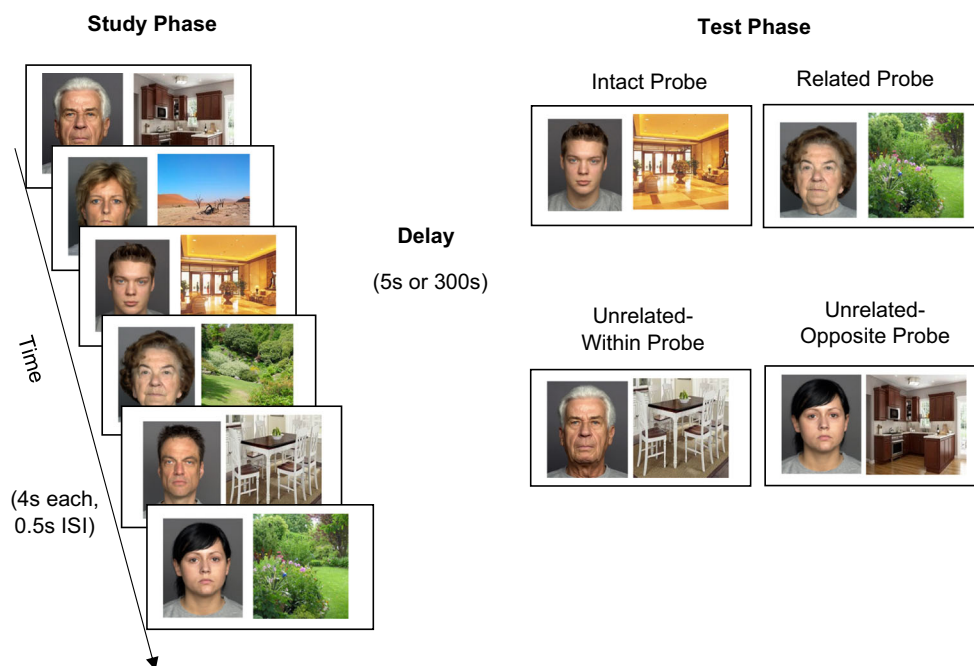 Study Phase
Test Phase
Intact Probe
Related Probe
Delay
(5s or 300s)
Unrelated-
Within Probe
Unrelated-
Opposite Probe
Time
(4s each,
0.5s ISI)